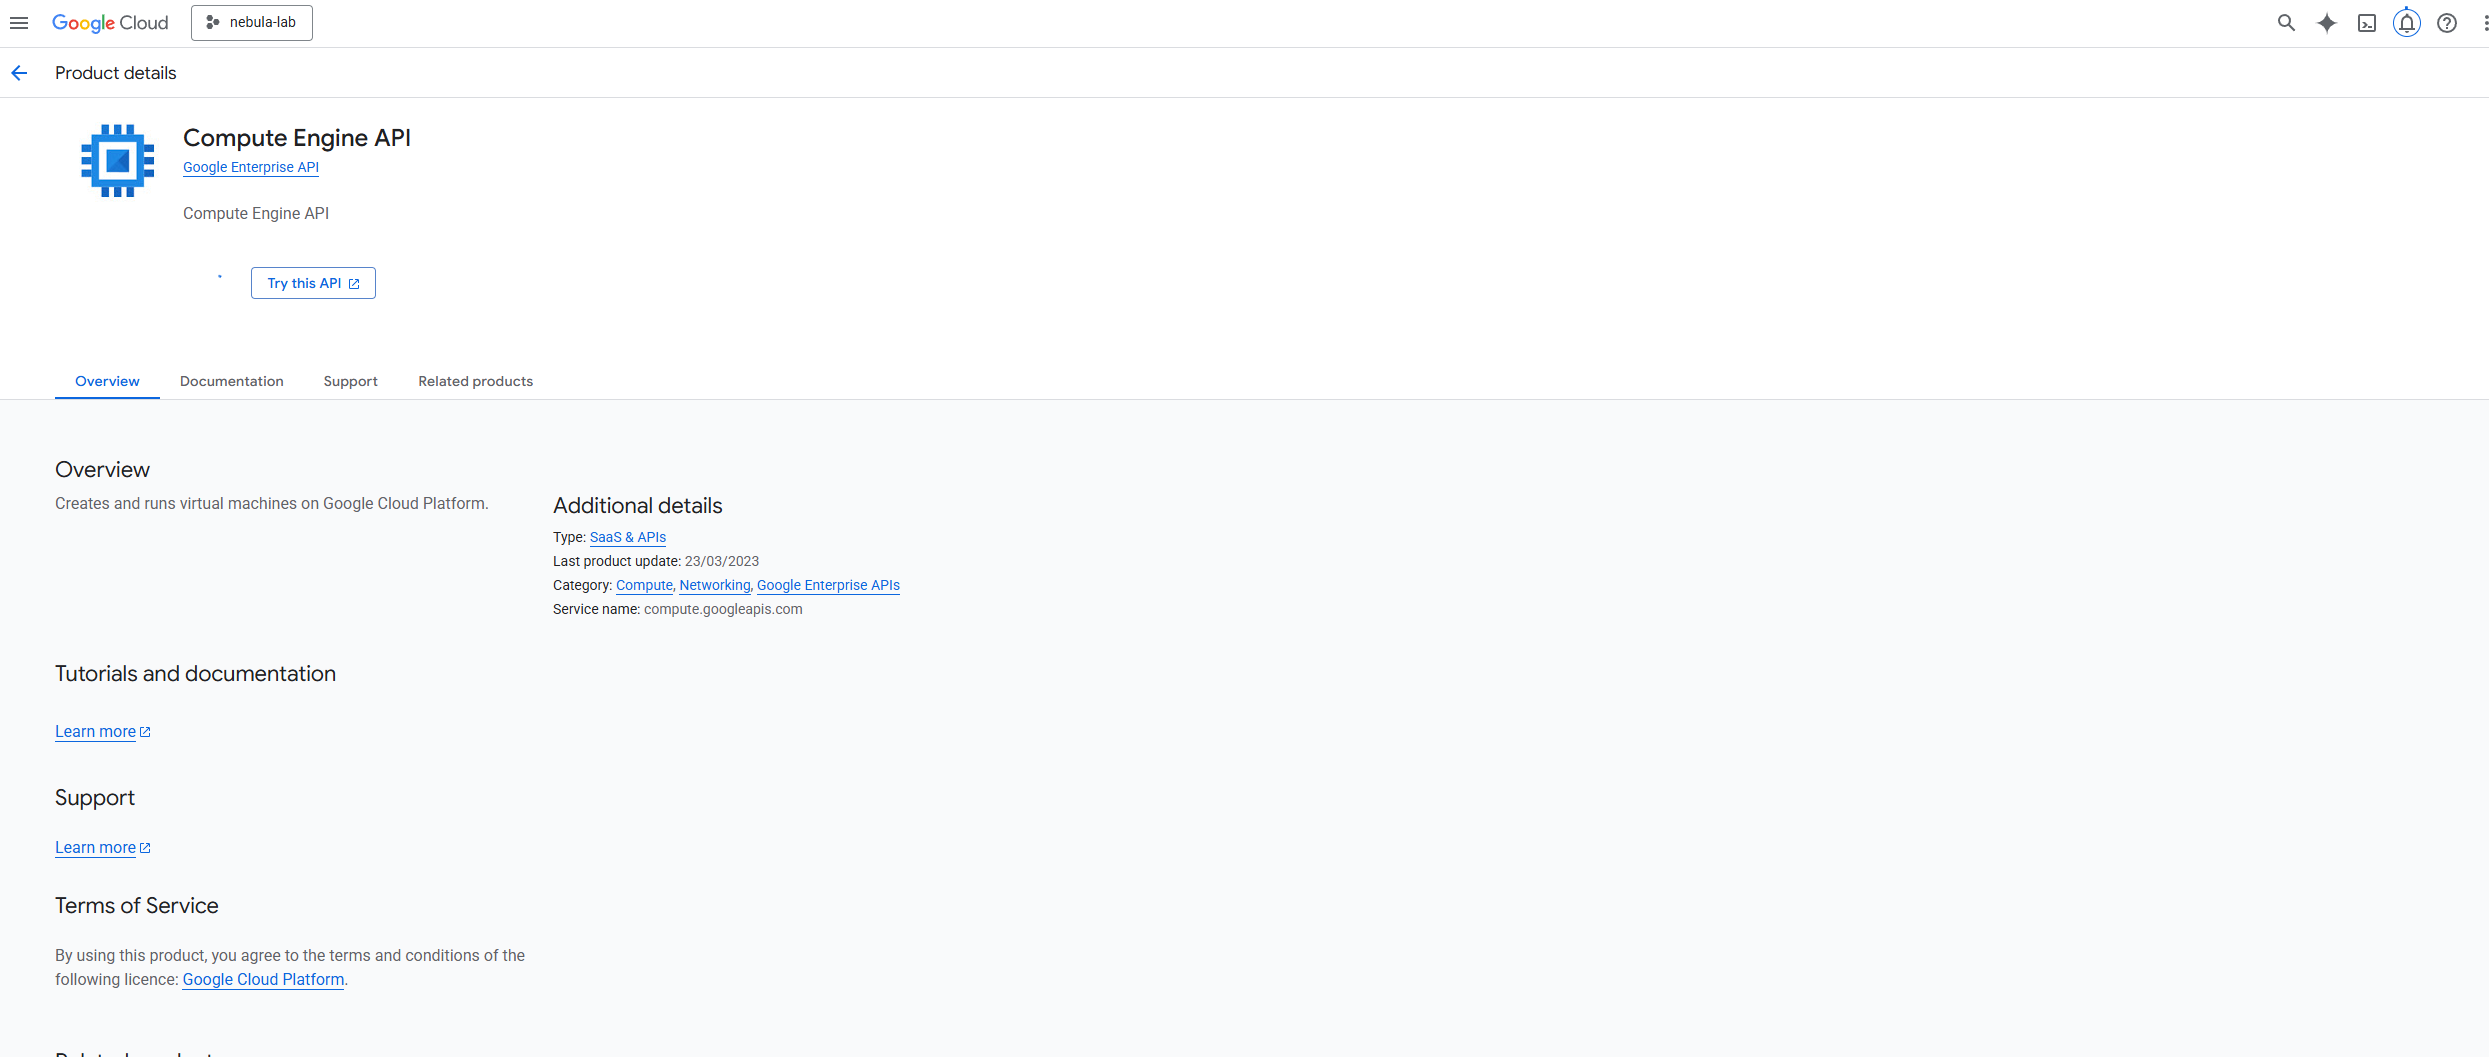 Google Cloud
nebula-lab
Product details
Compute Engine API
Google Enterprise API
Compute Engine API
Try this API
Overview
Documentation
Support
Related products
Overview
Creates and runs virtual machines on Google Cloud Platform.
Additional details
Type: SaaS & APIs
Last product update: 23/03/2023
Category: Compute, Networking, Google Enterprise APIs
Service name: compute.googleapis.com
Tutorials and documentation
Learn more
Support
Learn more
Terms of Service
By using this product, you agree to the terms and conditions of the
following licence: Google Cloud Platform.